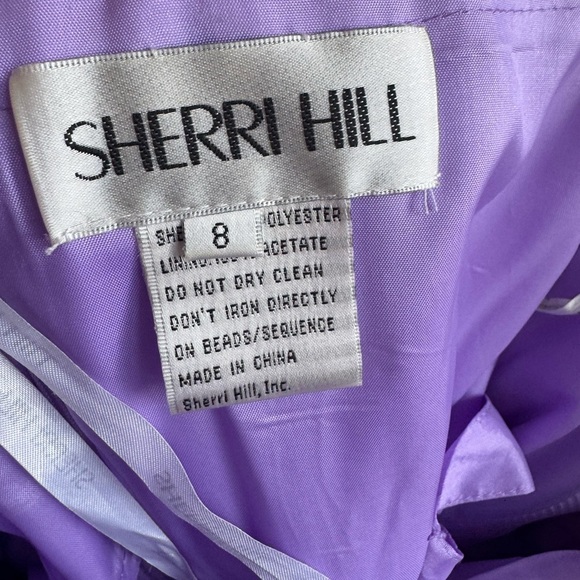 SHERRI HILL
8
POLYESTER
ACETATE
DO NOT DRY CLEAN
DON'T IRON DIRECTLY
ON BEADS/SEQUENCE
MADE IN CHINA
Sherri Hill, Inc.